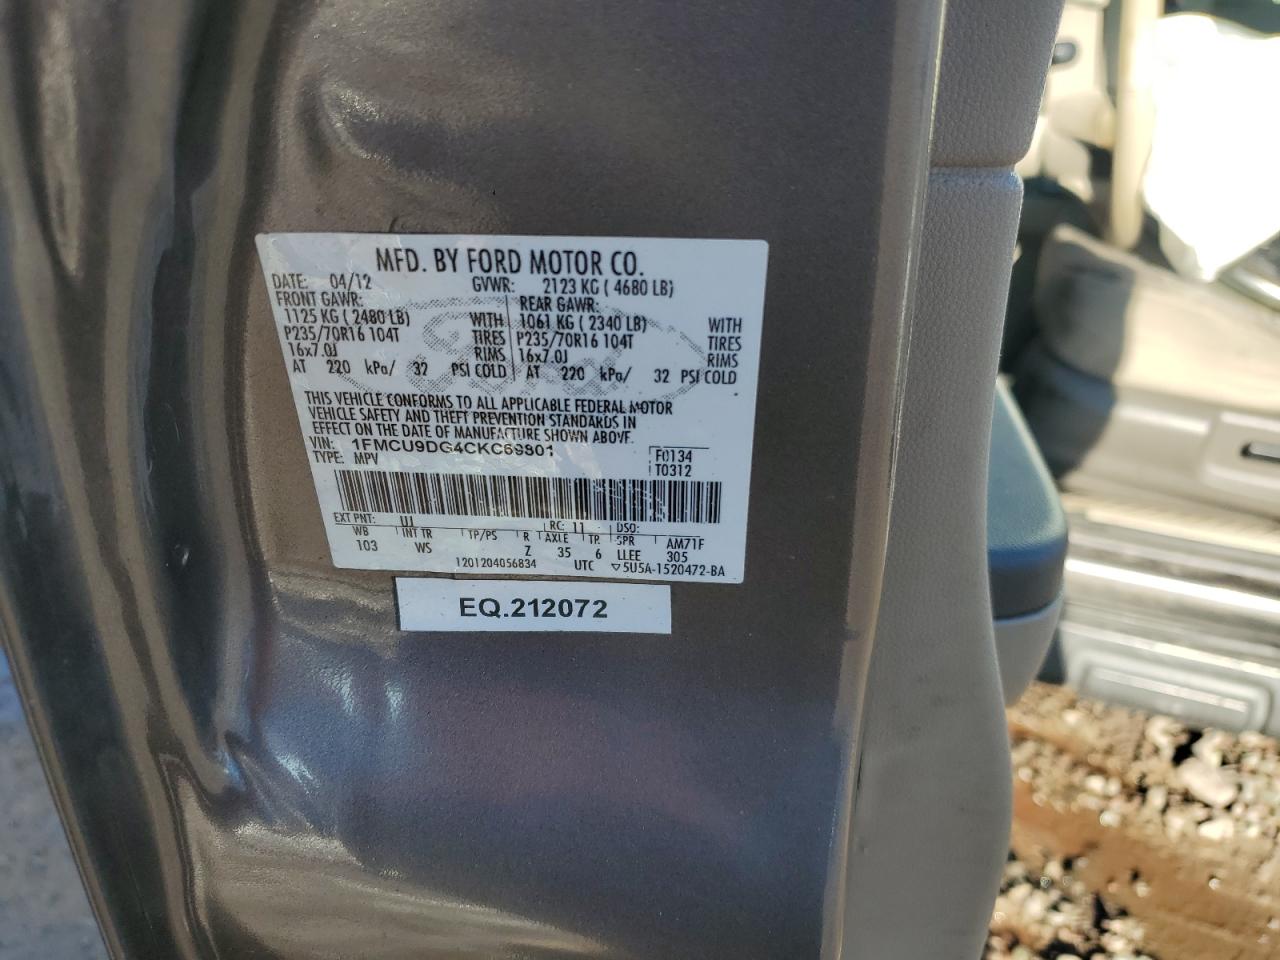 MFD. BY FORD MOTOR CO.
DATE: 04/12 GVWR: 2123 KG ( 4680 LB)
FRONT GAWR: REAR GAWR:
1125 KG ( 2480 LB) WITH 1061 KG ( 2340 LB) WITH
P235/70R16 104T TIRES P235/70R16 104T TIRES
16x7.0J RIMS 16x7.0J RIMS
AT 220 kPa/ 32 PSI COLD AT 220 kPa/ 32 PSI COLD
THIS VEHICLE CONFORMS TO ALL APPLICABLE FEDERAL MOTOR
VEHICLE SAFETY AND THEFT PREVENTION STANDARDS IN
EFFECT ON THE DATE OF MANUFACTURE SHOWN ABOVE.
VIN:
TYPE: MPV
F0134
T0312
EXT PNT: UJ RC: 11 DSO:
WB INT TR TP/PS R AXLE TR SPR AM71F
103 WS Z 35 6 LLEE 305
1201204056834 UTC ▽5U5A-1520472-BA
EQ.212072